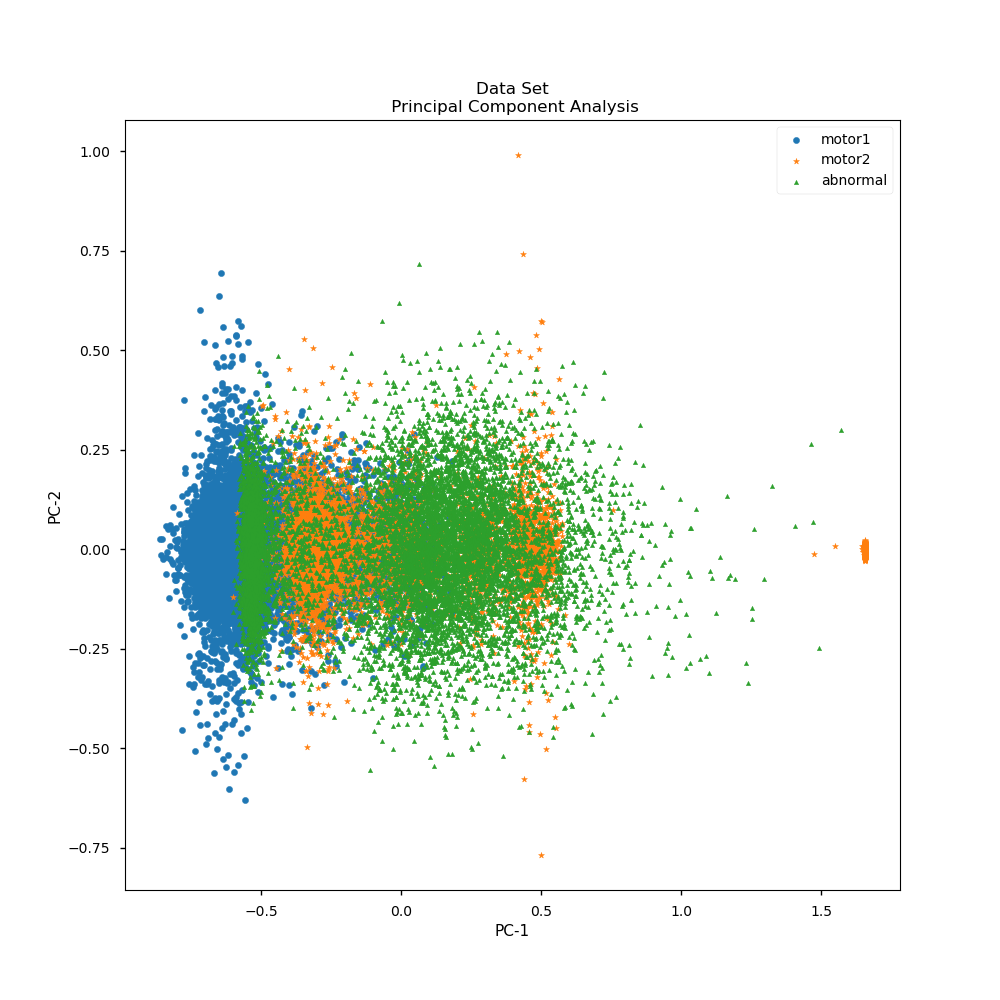 Data Set
Principal Component Analysis
motor1
motor2
abnormal
1.00
0.75
0.50
0.25
0.00
−0.25
−0.50
−0.75
PC-2
−0.5
0.0
0.5
1.0
1.5
PC-1